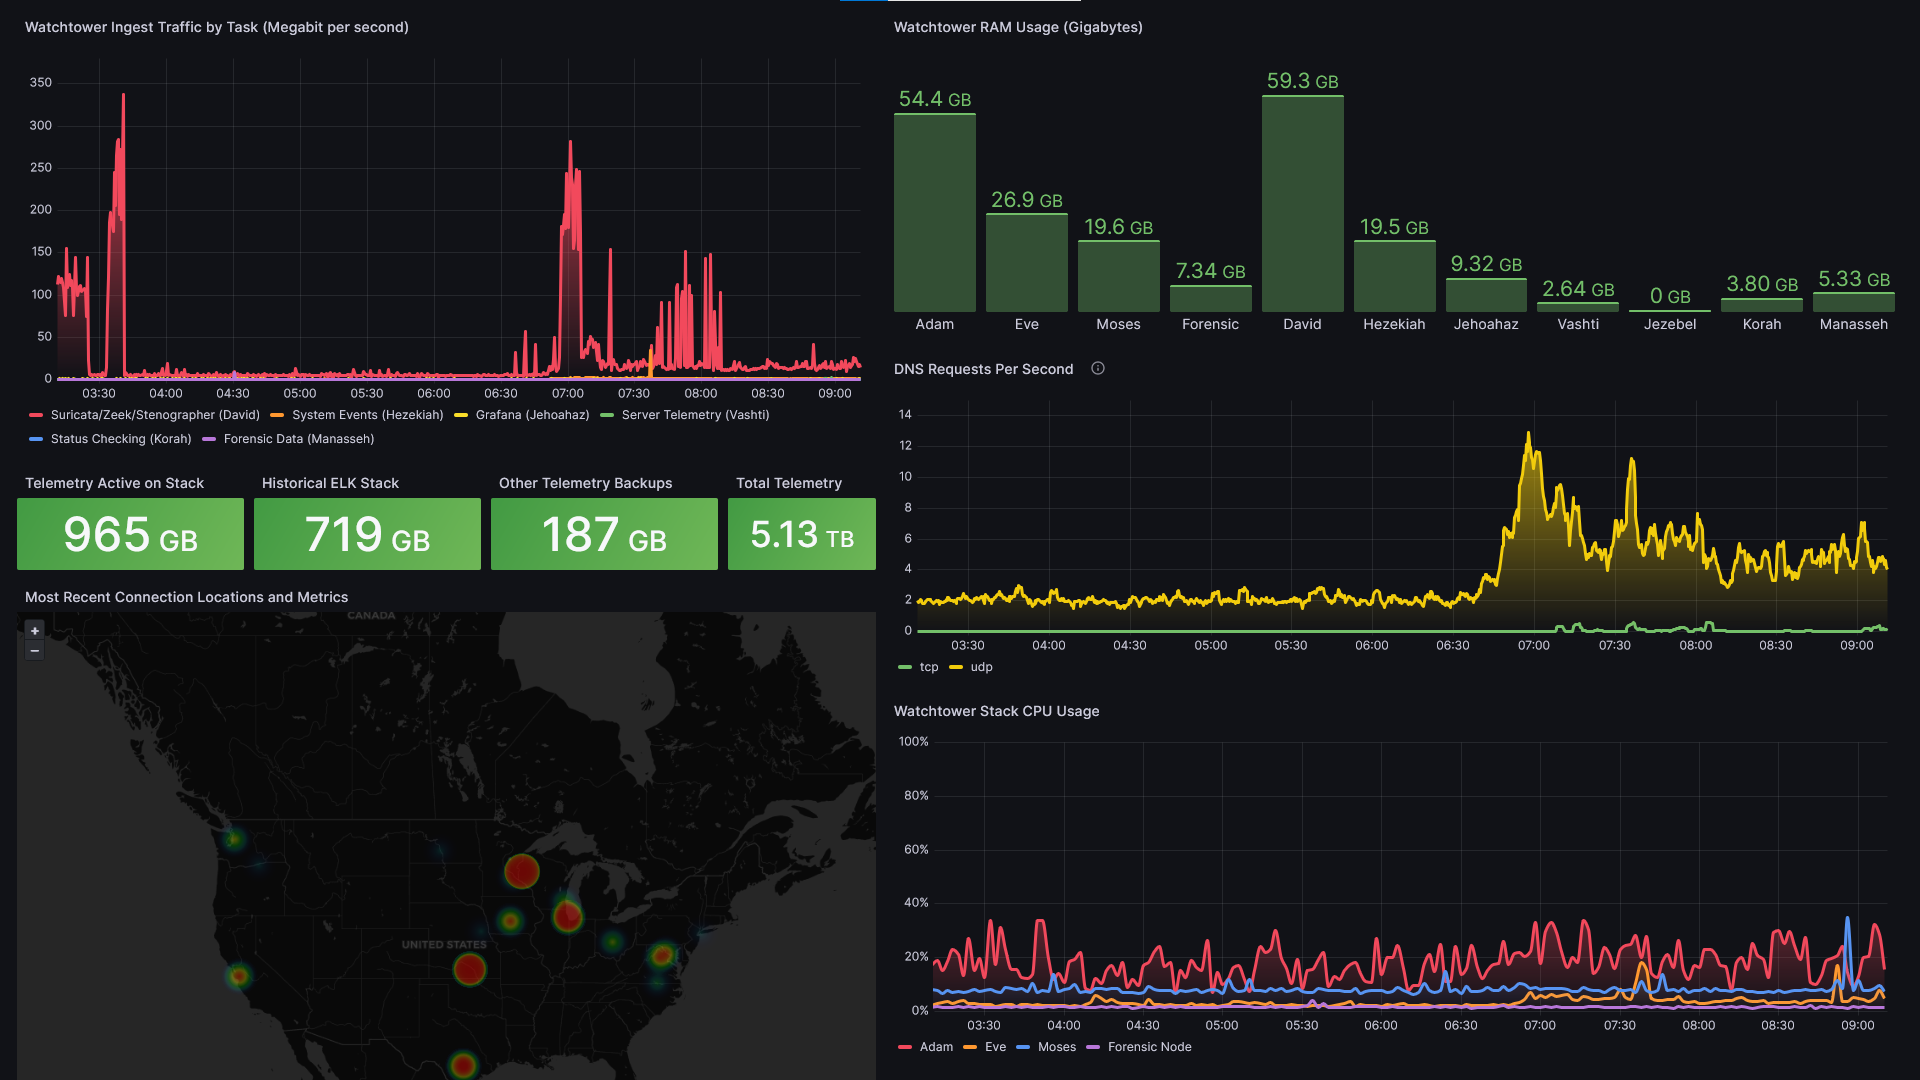 Watchtower Ingest Traffic by Task (Megabit per second)
350
300
250
200
150
100
50
0
03:30 04:00 04:30 05:00 05:30 06:00 06:30 07:00 07:30 08:00 08:30 09:00
Suricata/Zeek/Stenographer (David) System Events (Hezekiah) Grafana (Jehoahaz) Server Telemetry (Vashti)
Status Checking (Korah) Forensic Data (Manasseh)
Telemetry Active on Stack
965 GB
Historical ELK Stack
719 GB
Other Telemetry Backups
187 GB
Total Telemetry
5.13 TB
Most Recent Connection Locations and Metrics
+
−
CANADA
UNITED STATES
Watchtower RAM Usage (Gigabytes)
54.4 GB 26.9 GB 19.6 GB 7.34 GB 59.3 GB 19.5 GB 9.32 GB 2.64 GB 0 GB 3.80 GB 5.33 GB
Adam Eve Moses Forensic David Hezekiah Jehoahaz Vashti Jezebel Korah Manasseh
DNS Requests Per Second
14
12
10
8
6
4
2
0
03:30 04:00 04:30 05:00 05:30 06:00 06:30 07:00 07:30 08:00 08:30 09:00
tcp udp
Watchtower Stack CPU Usage
100%
80%
60%
40%
20%
0%
03:30 04:00 04:30 05:00 05:30 06:00 06:30 07:00 07:30 08:00 08:30 09:00
Adam Eve Moses Forensic Node